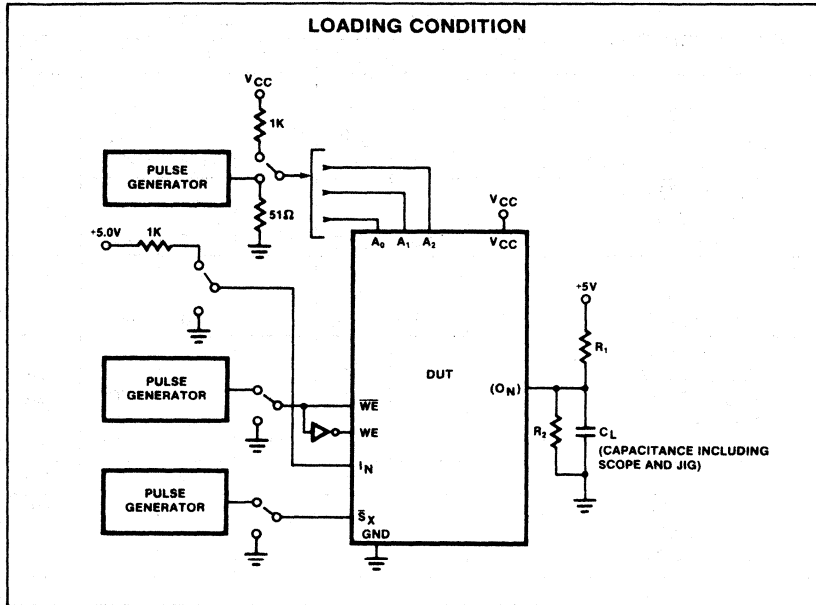 LOADING CONDITION
VCC
1K
PULSE
GENERATOR
51Ω
+5.0V
1K
A0 A1 A2
VCC
VCC
+5V
R1
DUT
(ON)
R2
CL
(CAPACITANCE INCLUDING
SCOPE AND JIG)
PULSE
GENERATOR
W̅E̅
WE
IN
PULSE
GENERATOR
S̅X
GND